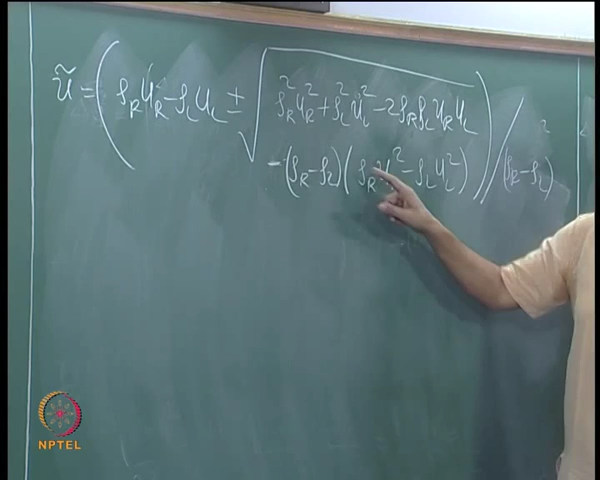 ũ = ( ρ_R u_R - ρ_L u_L ± √ ρ_R² u_R² + ρ_L² u_L² - 2ρ_R ρ_L u_R u_L
- (ρ_R - ρ_L) ( ρ_R u² - ρ_L u_L² ) ) / (ρ_R - ρ_L)
NPTEL